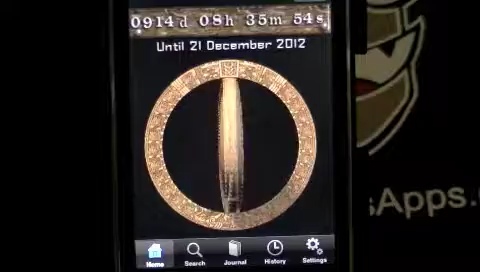 0914d 08h 35m 54s
Until 21 December 2012
Home Search Journal History Settings
sApps.